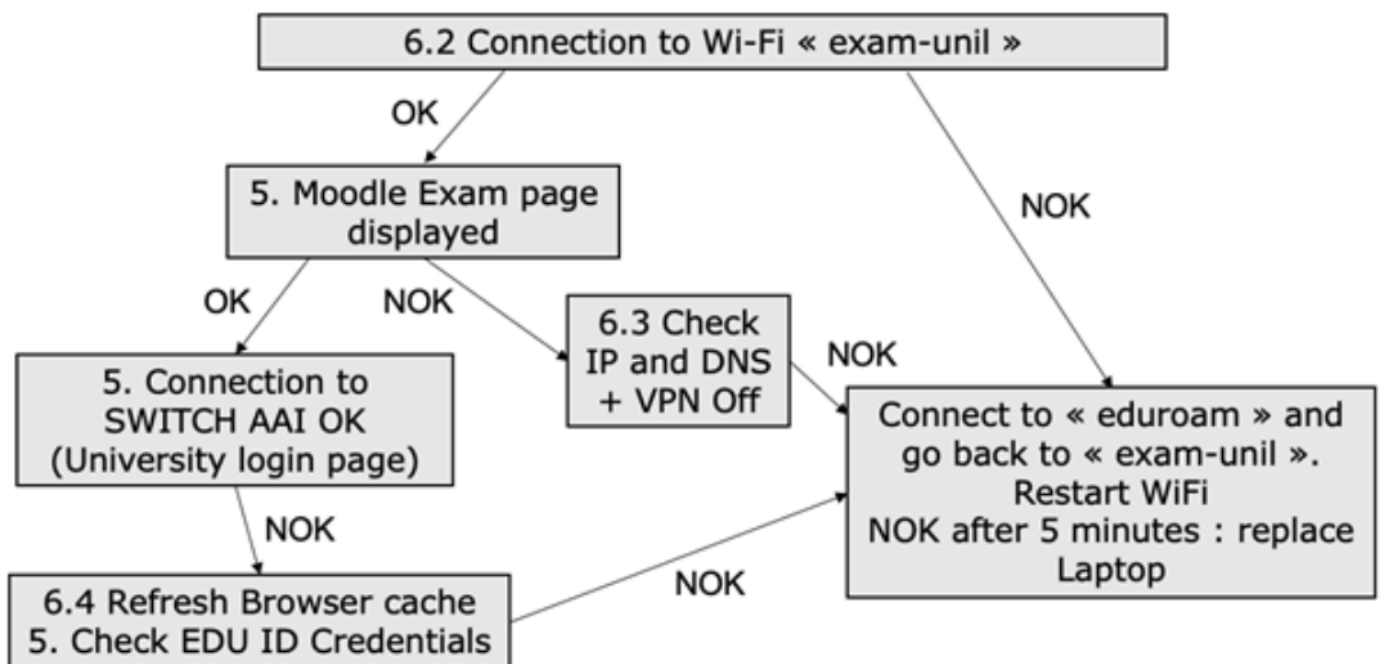 6.2 Connection to Wi-Fi « exam-unil »
OK
NOK
5. Moodle Exam page
displayed
OK
NOK
6.3 Check
IP and DNS
+ VPN Off
NOK
5. Connection to
SWITCH AAI OK
(University login page)
Connect to « eduroam » and
go back to « exam-unil ».
Restart WiFi
NOK after 5 minutes : replace
Laptop
NOK
6.4 Refresh Browser cache
5. Check EDU ID Credentials
NOK